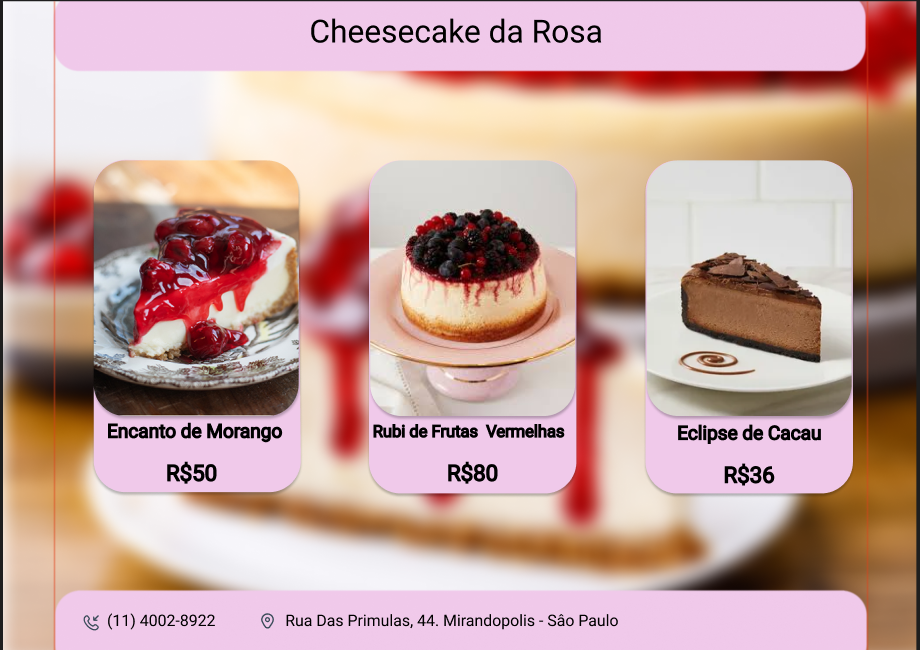 Cheesecake da Rosa
Encanto de Morango
R$50
Rubi de Frutas  Vermelhas
R$80
Eclipse de Cacau
R$36
(11) 4002-8922
Rua Das Primulas, 44. Mirandopolis - Sâo Paulo